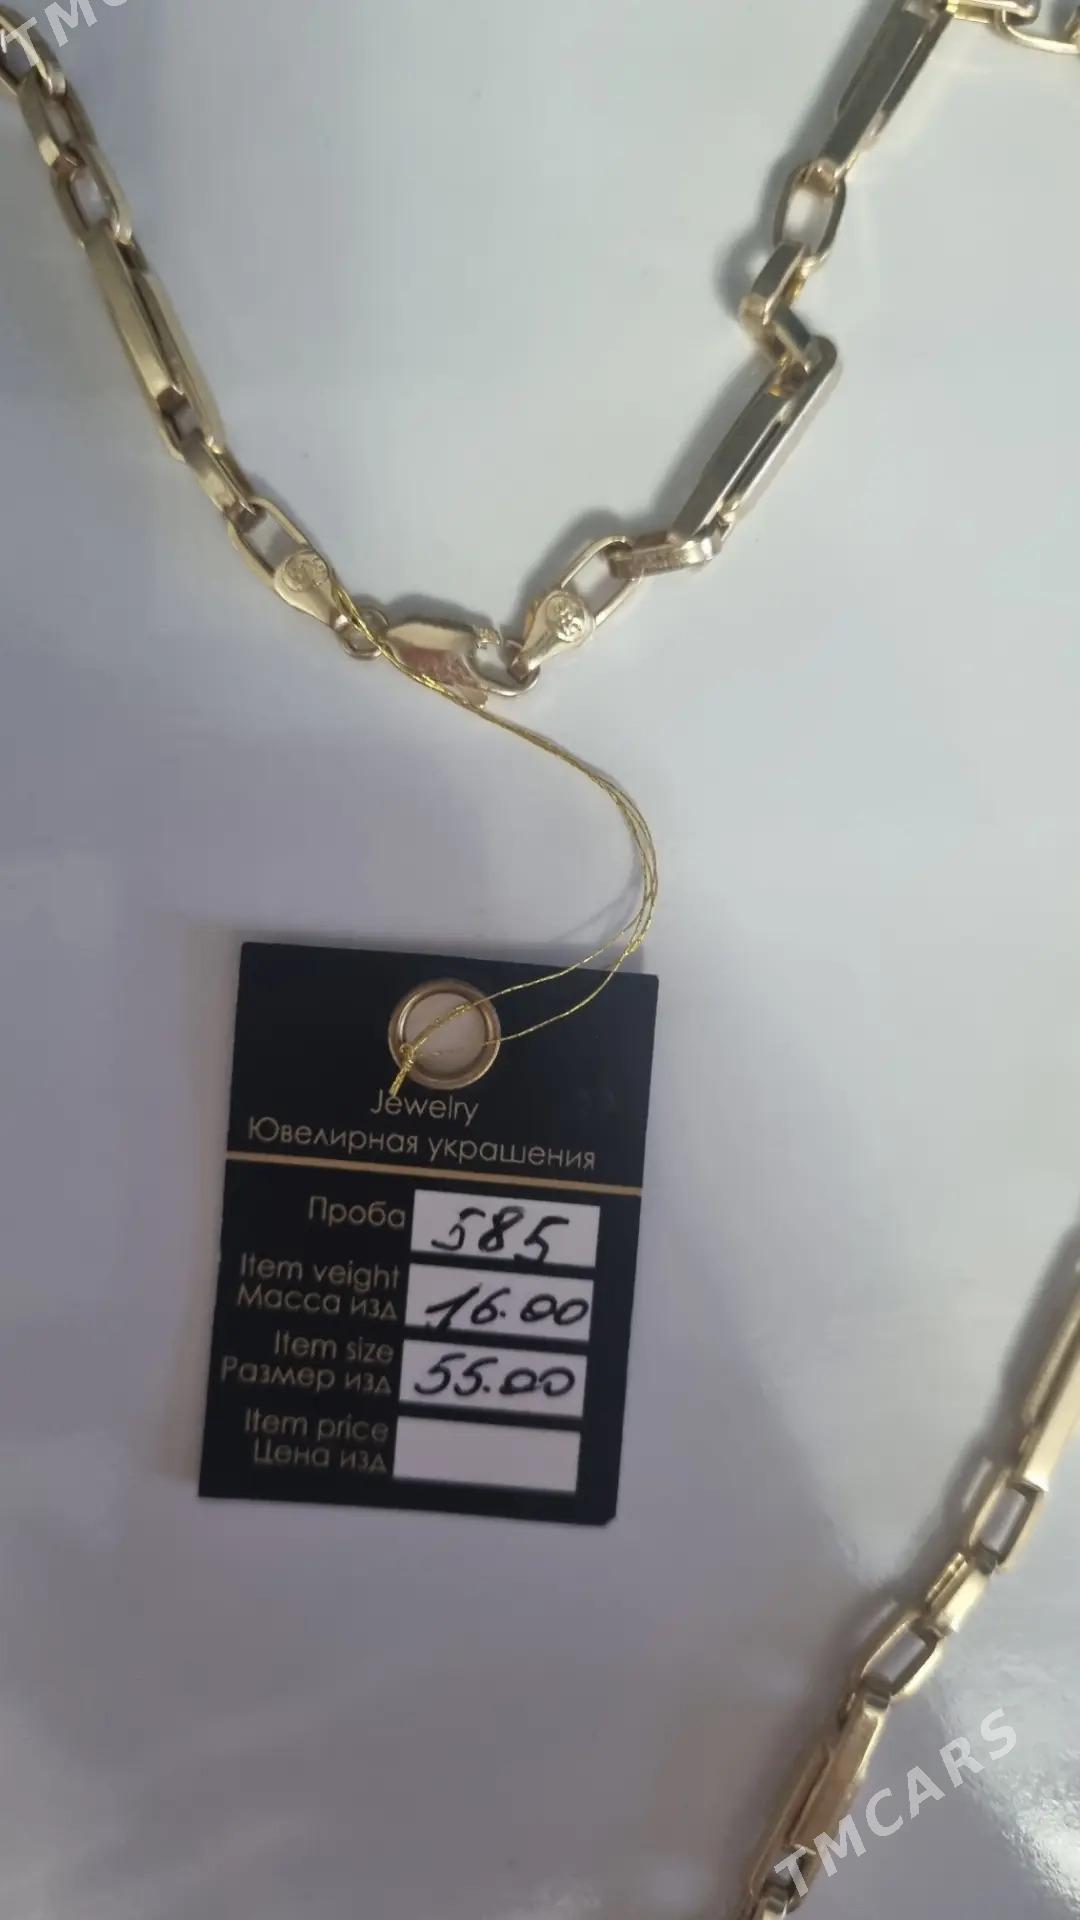 TMC
Jewelry
Ювелирная украшения
Проба 585
Item veight
Масса изд 16.00
Item size
Размер изд 55.00
Item price
Цена изд
TMCARS